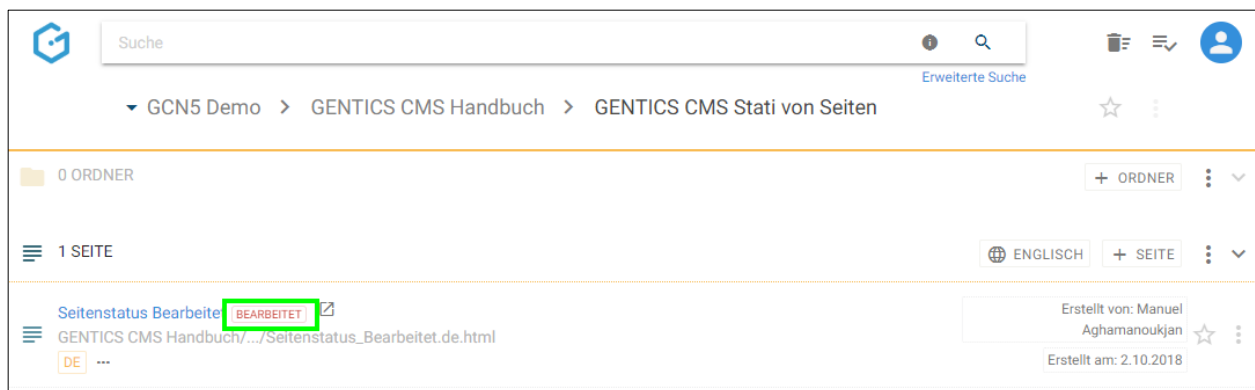 Suche
Erweiterte Suche
GCN5 Demo > GENTICS CMS Handbuch > GENTICS CMS Stati von Seiten
0 ORDNER
+ ORDNER
1 SEITE
ENGLISCH
+ SEITE
Seitenstatus Bearbeitet BEARBEITET
GENTICS CMS Handbuch/.../Seitenstatus_Bearbeitet.de.html
DE
Erstellt von: Manuel
Aghamanoukjan
Erstellt am: 2.10.2018